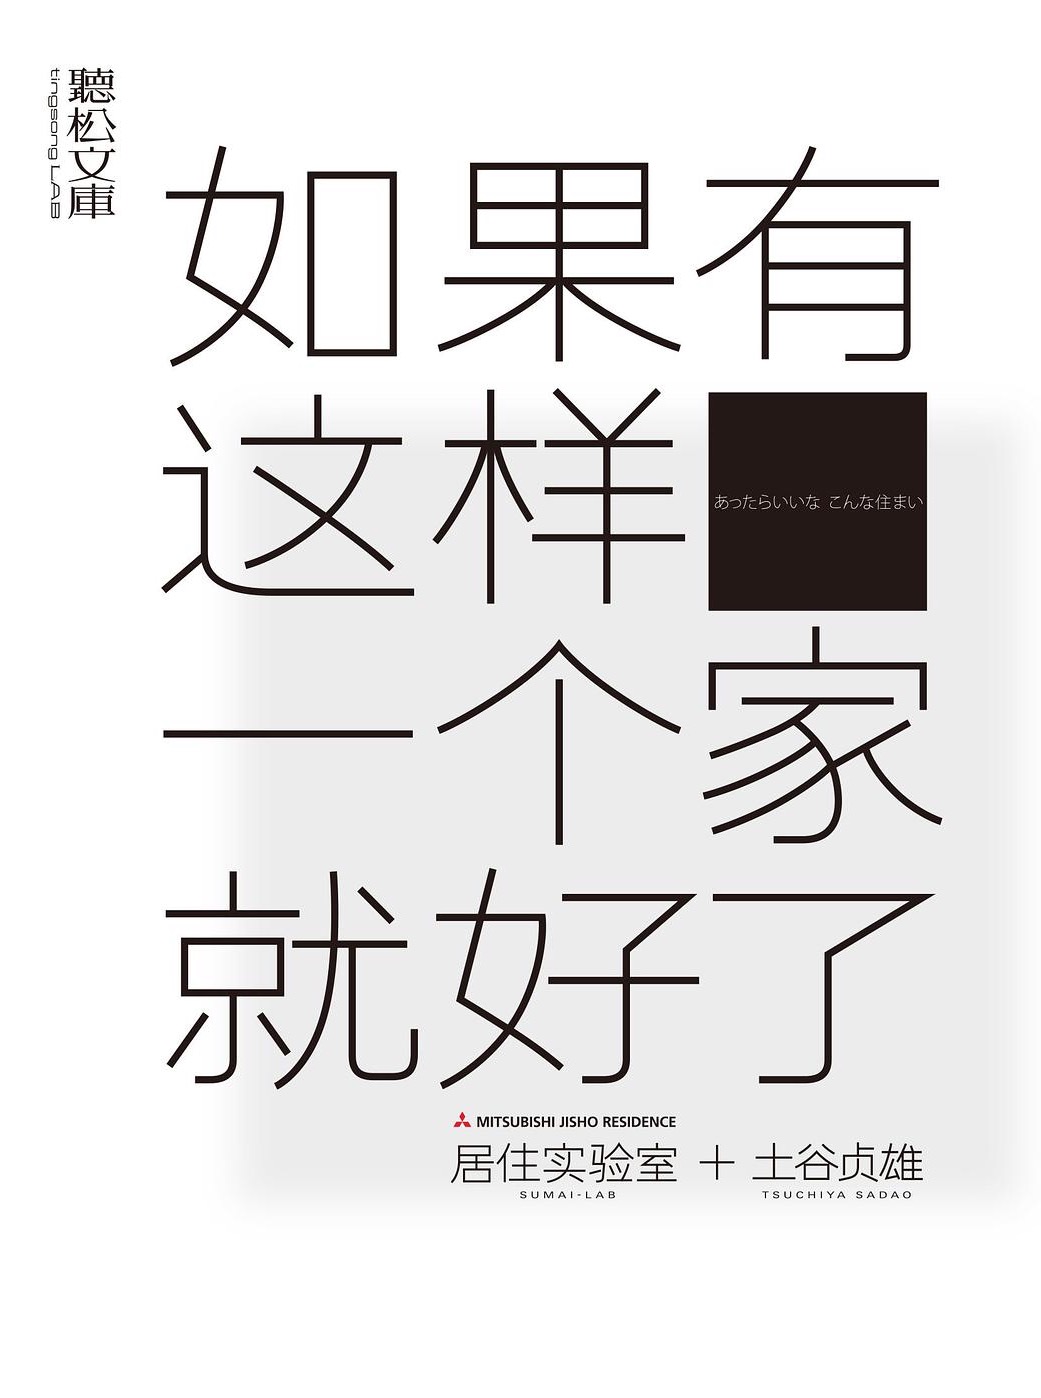 聽松文庫
tingsong LAB
如果有
这样
あったらいいな こんな住まい
一个家
就好了
MITSUBISHI JISHO RESIDENCE
居住实验室 + 土谷贞雄
SUMAI-LAB TSUCHIYA SADAO